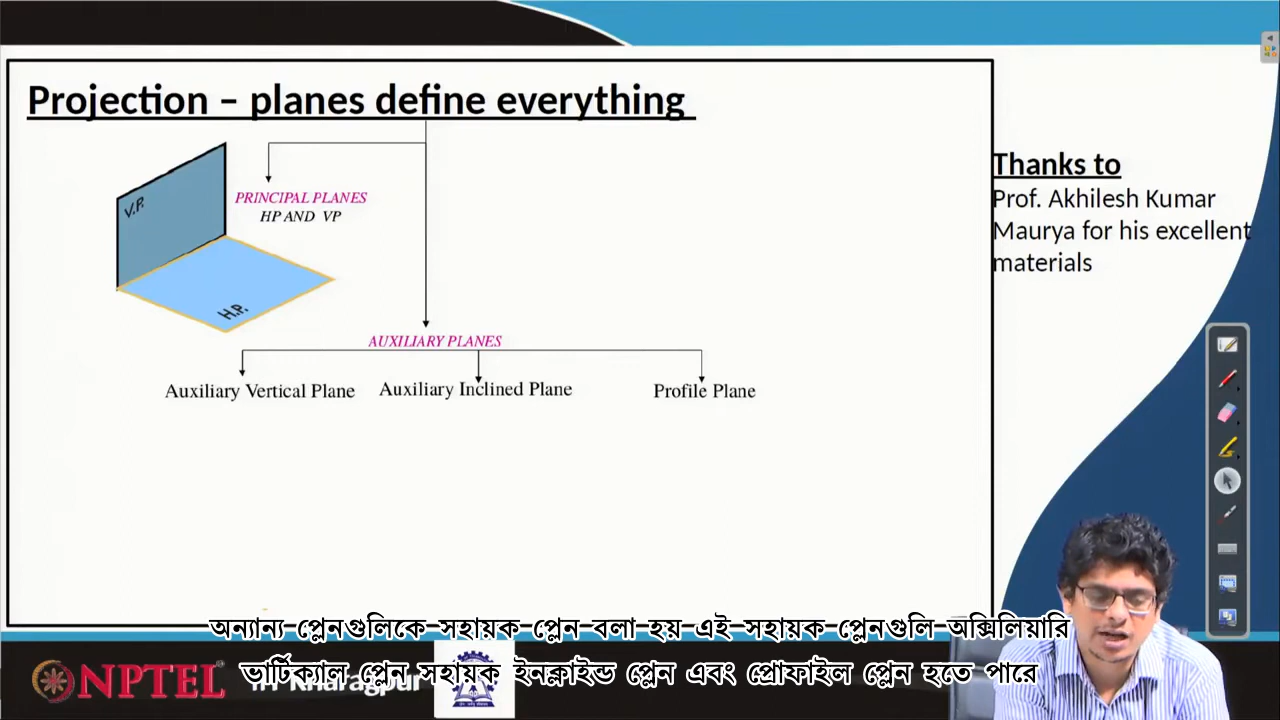 Projection – planes define everything
V.P.
PRINCIPAL PLANES
HP AND VP
H.P.
AUXILIARY PLANES
Auxiliary Vertical Plane
Auxiliary Inclined Plane
Profile Plane
Thanks to
Prof. Akhilesh Kumar
Maurya for his excellent
materials
অন্যান্য প্লেনগুলিকে সহায়ক প্লেন বলা হয় এই সহায়ক প্লেনগুলি অক্সিলিয়ারি
ভার্টিক্যাল প্লেন সহায়ক ইনক্লাইন্ড প্লেন এবং প্রোফাইল প্লেন হতে পারে
NPTEL
IIT Kharagpur